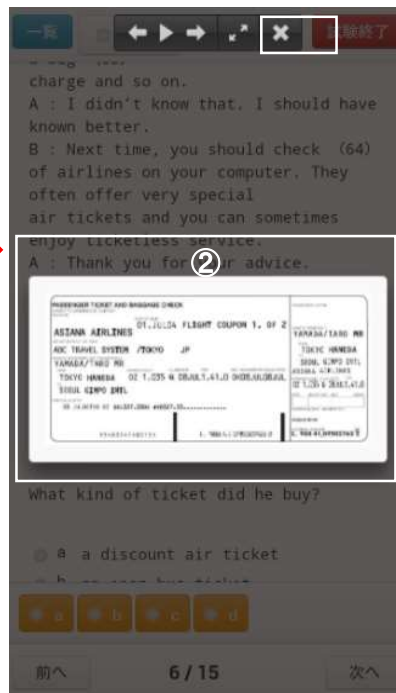 一覧
試験終了
charge and so on.
A : I didn't know that. I should have
known better.
B : Next time, you should check (64)
of airlines on your computer. They
often offer very special
air tickets and you can sometimes
enjoy ticketless service.
A : Thank you for your advice.
②
PASSENGER TICKET AND BAGGAGE CHECK
ASIANA AIRLINES
FLIGHT COUPON 1. OF 2
YAMADA/TARO MR
ADC TRAVEL SYSTEM /TOKYO JP
TOKYO HANEDA
YAMADA/TARO MR
TOKYO HANEDA OZ 1.035
SEOUL GIMPO INTL
What kind of ticket did he buy?
a a discount air ticket
b
a
b
c
d
前へ
6 / 15
次へ